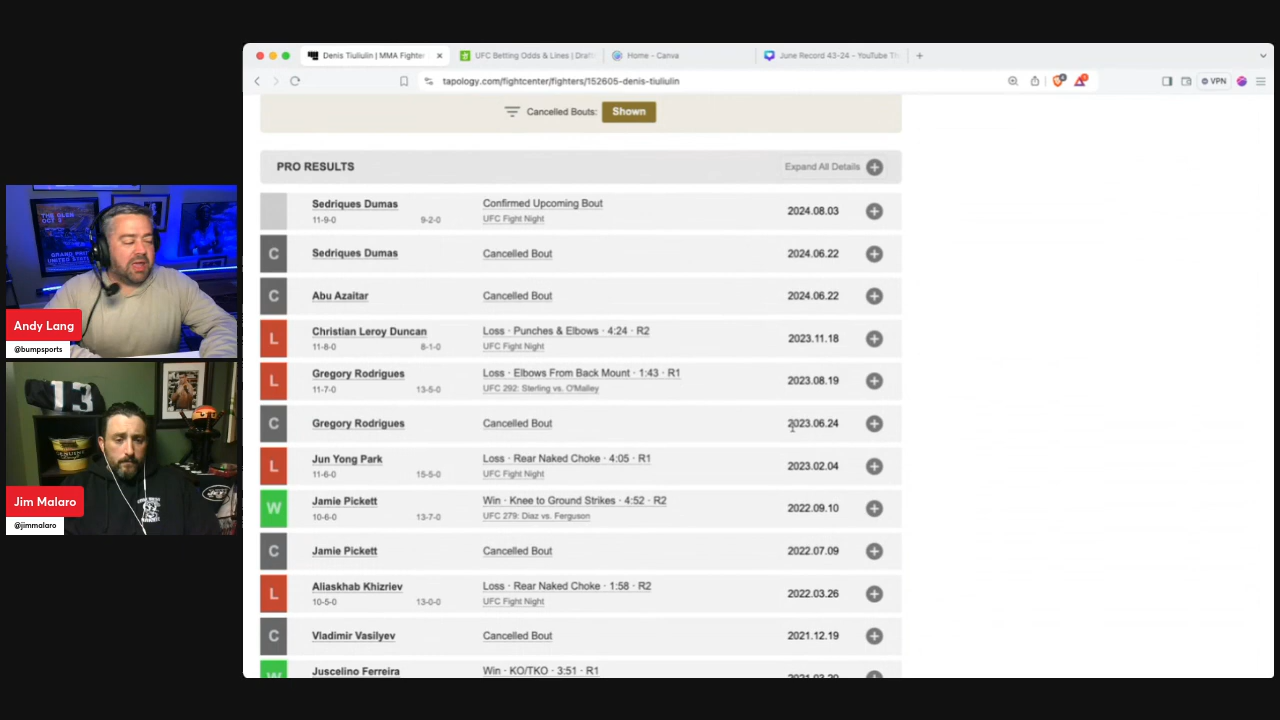 Denis Tiuliulin | MMA Fighter
UFC Betting Odds & Lines | Draft
Home - Canva
June Record 43-24 – YouTube Th
tapology.com/fightcenter/fighters/152605-denis-tiuliulin
VPN
Cancelled Bouts: Shown
PRO RESULTS
Expand All Details
Sedriques Dumas Confirmed Upcoming Bout 2024.08.03
11-9-0 9-2-0 UFC Fight Night
C Sedriques Dumas Cancelled Bout 2024.06.22
C Abu Azaitar Cancelled Bout 2024.06.22
L Christian Leroy Duncan Loss · Punches & Elbows · 4:24 · R2 2023.11.18
11-8-0 8-1-0 UFC Fight Night
L Gregory Rodrigues Loss · Elbows From Back Mount · 1:43 · R1 2023.08.19
11-7-0 13-5-0 UFC 292: Sterling vs. O'Malley
C Gregory Rodrigues Cancelled Bout 2023.06.24
L Jun Yong Park Loss · Rear Naked Choke · 4:05 · R1 2023.02.04
11-6-0 15-5-0 UFC Fight Night
W Jamie Pickett Win · Knee to Ground Strikes · 4:52 · R2 2022.09.10
10-6-0 13-7-0 UFC 279: Diaz vs. Ferguson
C Jamie Pickett Cancelled Bout 2022.07.09
L Aliaskhab Khizriev Loss · Rear Naked Choke · 1:58 · R2 2022.03.26
10-5-0 13-0-0 UFC Fight Night
C Vladimir Vasilyev Cancelled Bout 2021.12.19
W Juscelino Ferreira Win · KO/TKO · 3:51 · R1
THE GLEN
GRAND PRIX
UNITED STATES
Andy Lang
@bumpsports
13
JETS
Jim Malaro
@jimmalaro